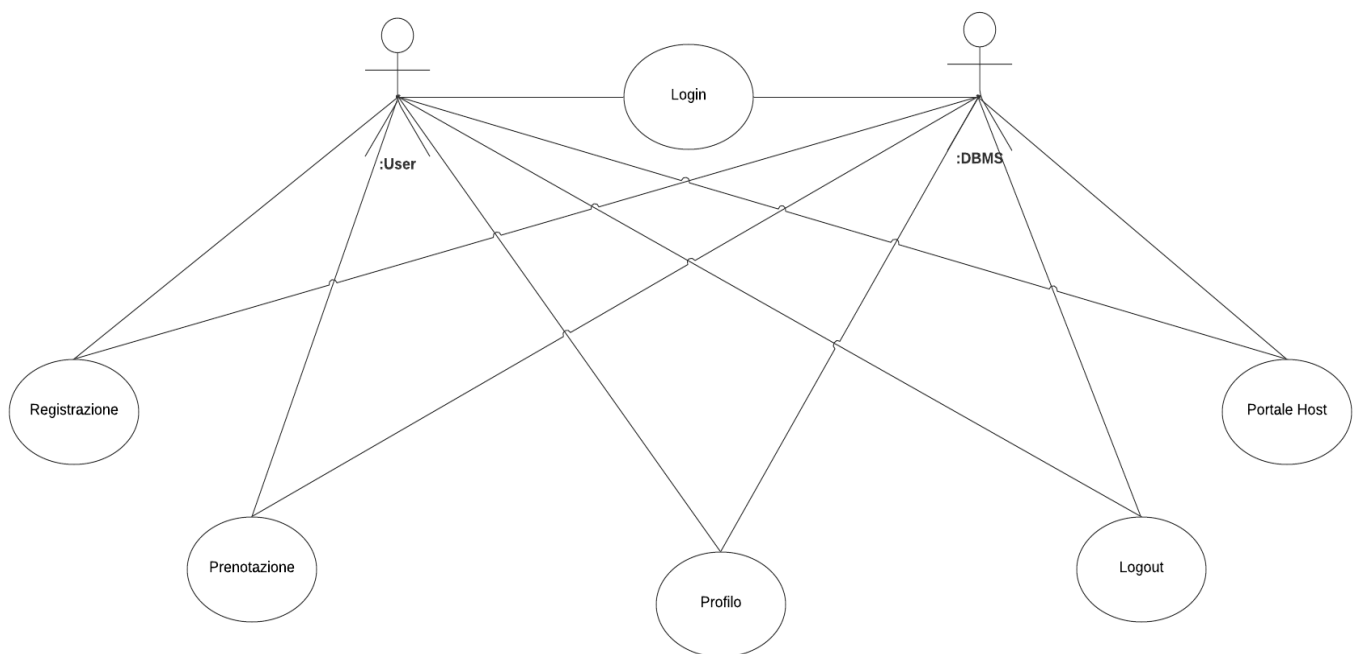 Login
:User
:DBMS
Registrazione
Portale Host
Prenotazione
Logout
Profilo